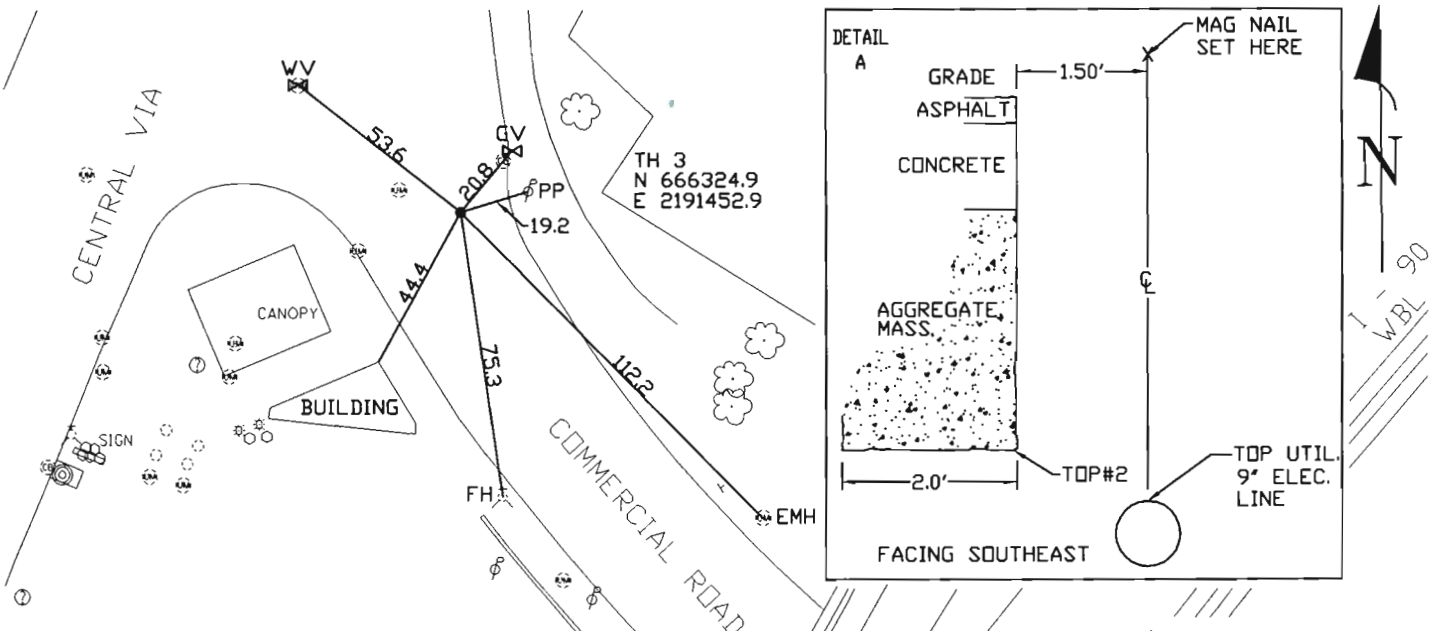 WV
53.6
CENTRAL VIA
GV
20.8
PP
19.2
TH 3
N 666324.9
E 2191452.9
44.4
CANOPY
75.3
112.2
BUILDING
SIGN
CB
FH
EMH
COMMERCIAL ROAD
DETAIL
A
MAG NAIL
SET HERE
X
GRADE
1.50'
ASPHALT
CONCRETE
CL
AGGREGATE
MASS.
TOP#2
2.0'
TOP UTIL.
9" ELEC.
LINE
FACING SOUTHEAST
N
I - 90
WBL
?
?